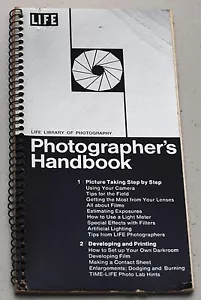 LIFE
LIFE LIBRARY OF PHOTOGRAPHY
Photographer's
Handbook
1 Picture Taking Step by Step
Using Your Camera
Tips for the Field
Getting the Most from Your Lenses
All about Films
Estimating Exposures
How to Use a Light Meter
Special Effects with Filters
Artificial Lighting
Tips from LIFE Photographers
2 Developing and Printing
How to Set up Your Own Darkroom
Developing Film
Making a Contact Sheet
Enlargements; Dodging and Burning
TIME-LIFE Photo Lab Hints